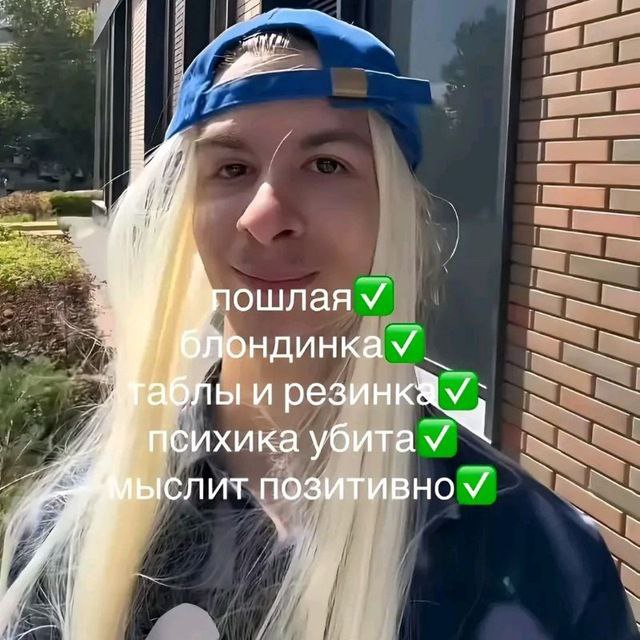 пошлая✅
блондинка✅
таблы и резинка✅
психика убита✅
мыслит позитивно✅